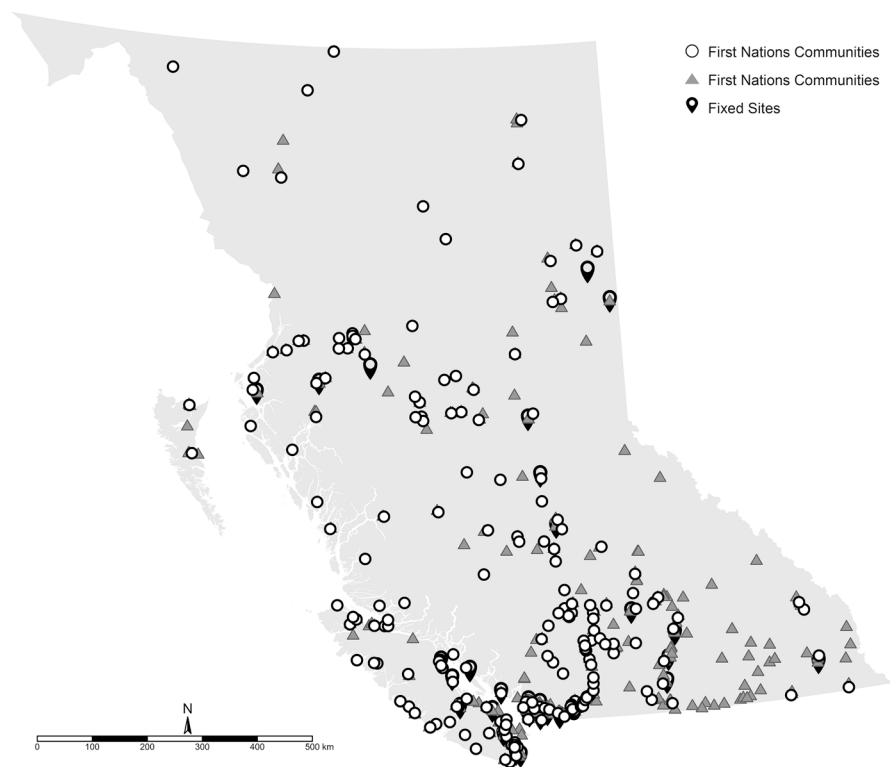 First Nations Communities
First Nations Communities
Fixed Sites
N
0 100 200 300 400 500 km